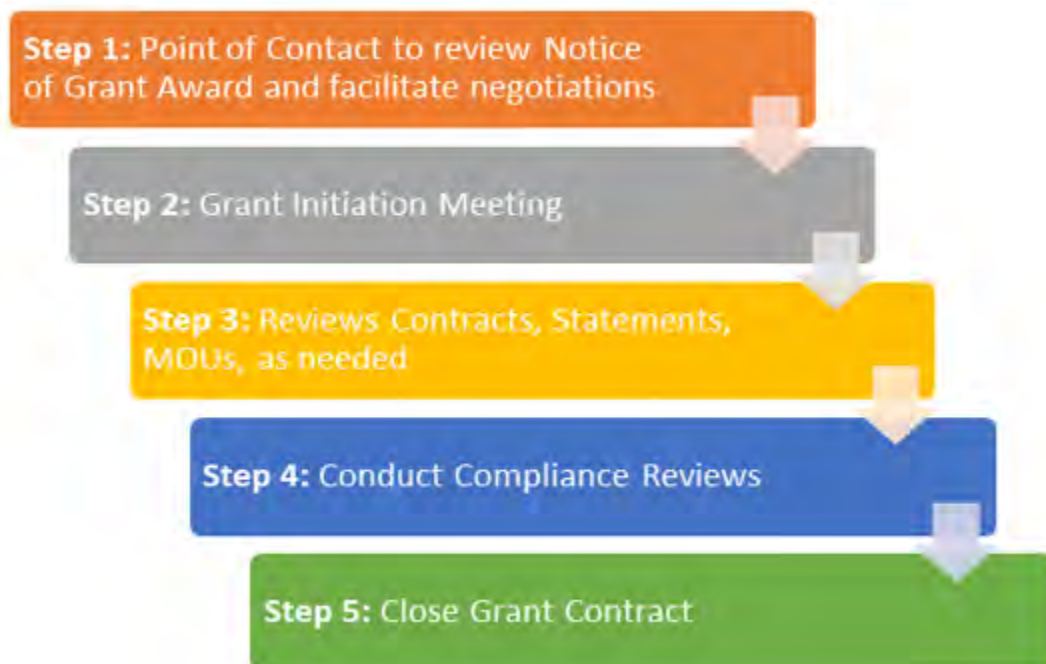 Step 1: Point of Contact to review Notice
of Grant Award and facilitate negotiations
Step 2: Grant Initiation Meeting
Step 3: Reviews Contracts, Statements,
MOUs, as needed
Step 4: Conduct Compliance Reviews
Step 5: Close Grant Contract